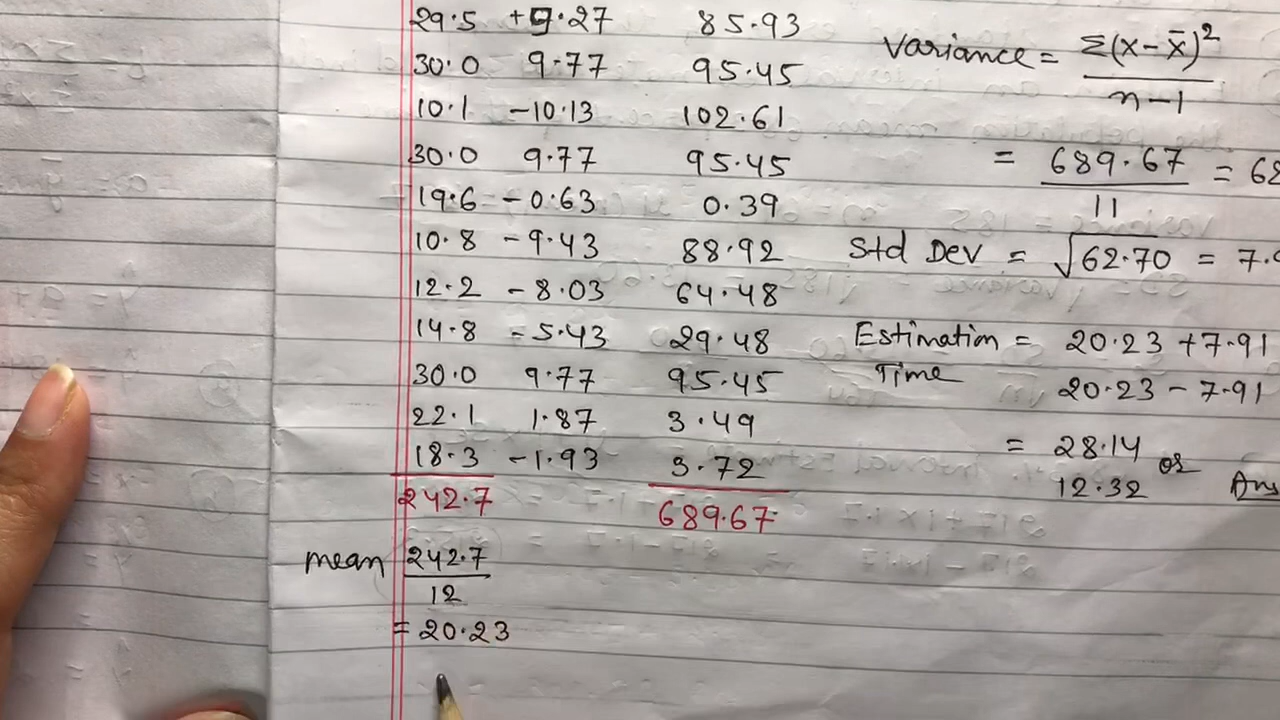 29.5 +9.27 85.93
30.0 9.77 95.45
10.1 -10.13 102.61
30.0 9.77 95.45
19.6 -0.63 0.39
10.8 -9.43 88.92
12.2 -8.03 64.48
14.8 -5.43 29.48
30.0 9.77 95.45
22.1 1.87 3.49
18.3 -1.93 3.72
242.7 689.67
mean 242.7/12
= 20.23
Variance = Σ(x-x̄)²/n-1
= 689.67/11 = 6
Std Dev = √62.70 = 7.9
Estimation = 20.23 + 7.91
Time 20.23 - 7.91
= 28.14 or
12.32 Ans